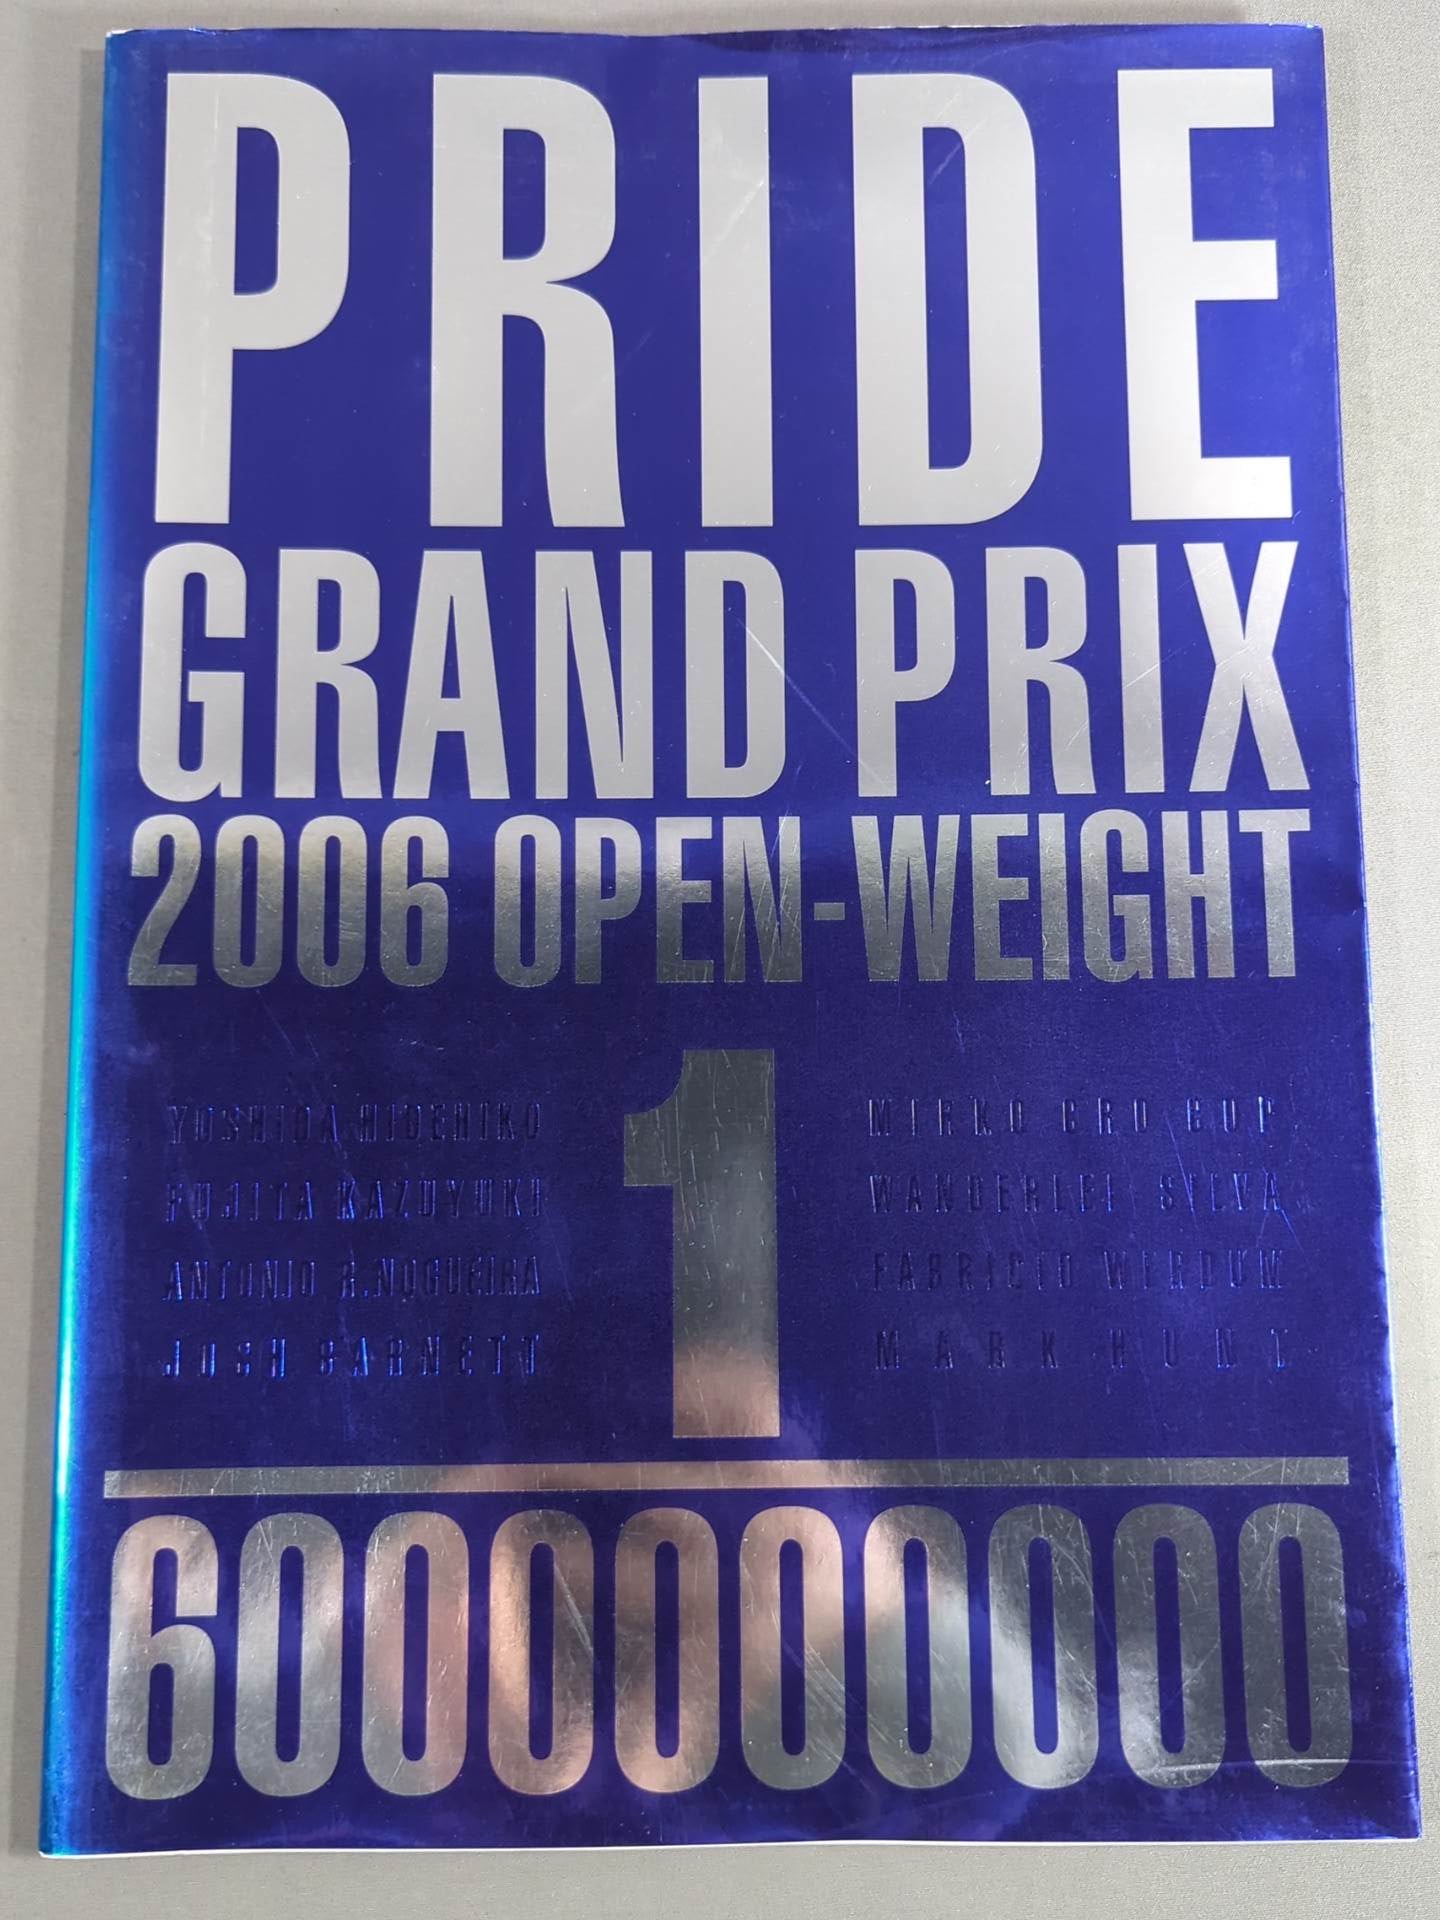 PRIDE
GRAND PRIX
2006 OPEN-WEIGHT
YOSHIDA HIDEHIKO
FUJITA KAZUYUKI
ANTONIO R.NOGUEIRA
JOSH BARNETT
1
MIRKO CRO COP
WANDERLEI SILVA
FABRICIO WERDUM
MARK HUNT
6000000000